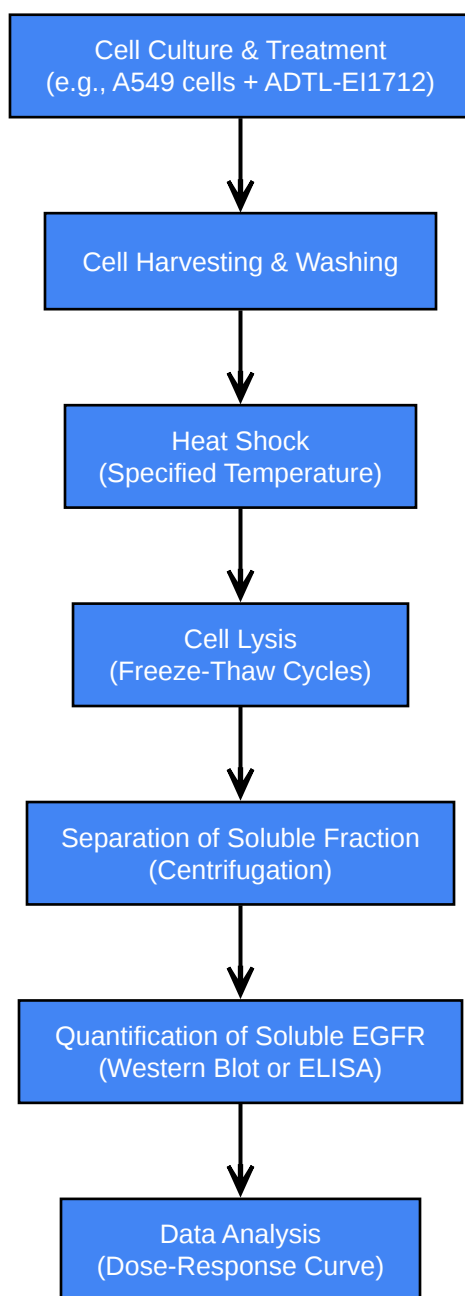 Cell Culture & Treatment
(e.g., A549 cells + ADTL-EI1712)
Cell Harvesting & Washing
Heat Shock
(Specified Temperature)
Cell Lysis
(Freeze-Thaw Cycles)
Separation of Soluble Fraction
(Centrifugation)
Quantification of Soluble EGFR
(Western Blot or ELISA)
Data Analysis
(Dose-Response Curve)